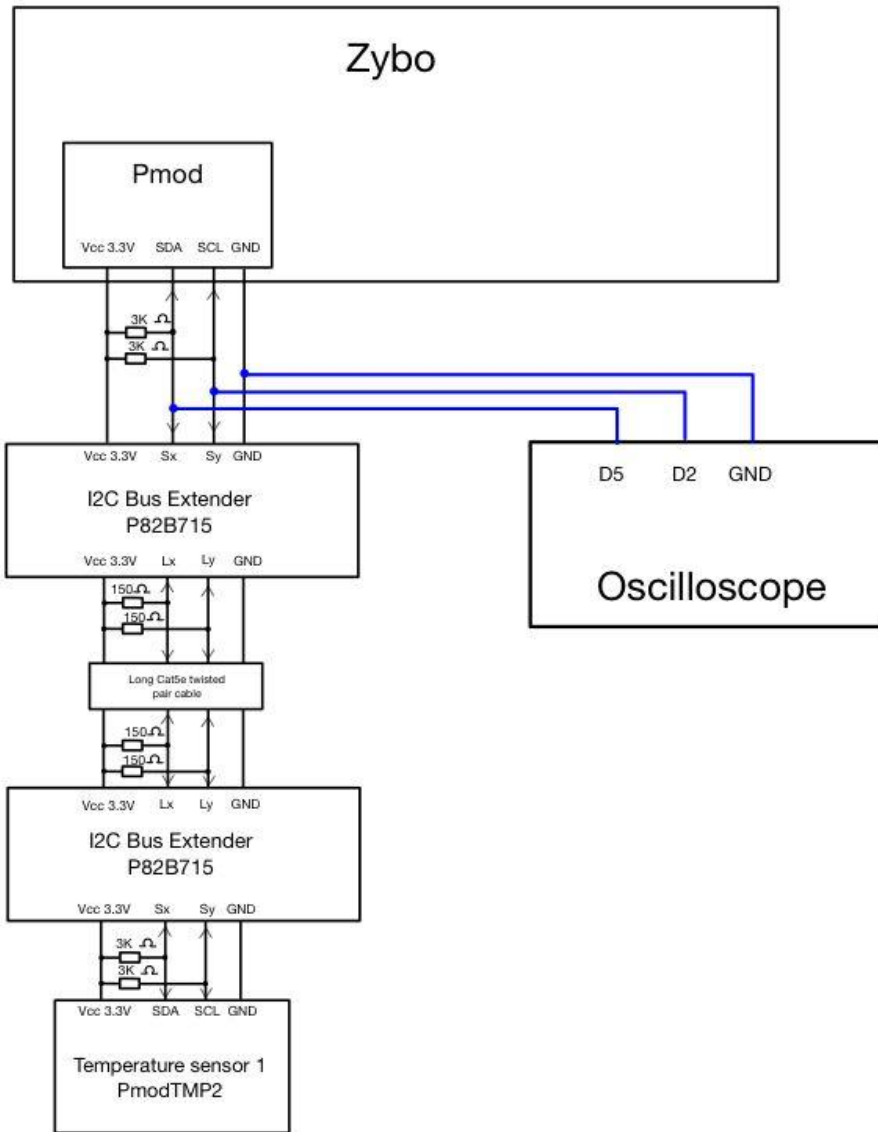 Zybo
Pmod
Vcc 3.3V SDA SCL GND
3K Ω
3K Ω
Vcc 3.3V Sx Sy GND
I2C Bus Extender
P82B715
Vcc 3.3V Lx Ly GND
D5 D2 GND
Oscilloscope
150Ω
150Ω
Long Cat5e twisted
pair cable
150Ω
150Ω
Vcc 3.3V Lx Ly GND
I2C Bus Extender
P82B715
Vcc 3.3V Sx Sy GND
3K Ω
3K Ω
Vcc 3.3V SDA SCL GND
Temperature sensor 1
PmodTMP2